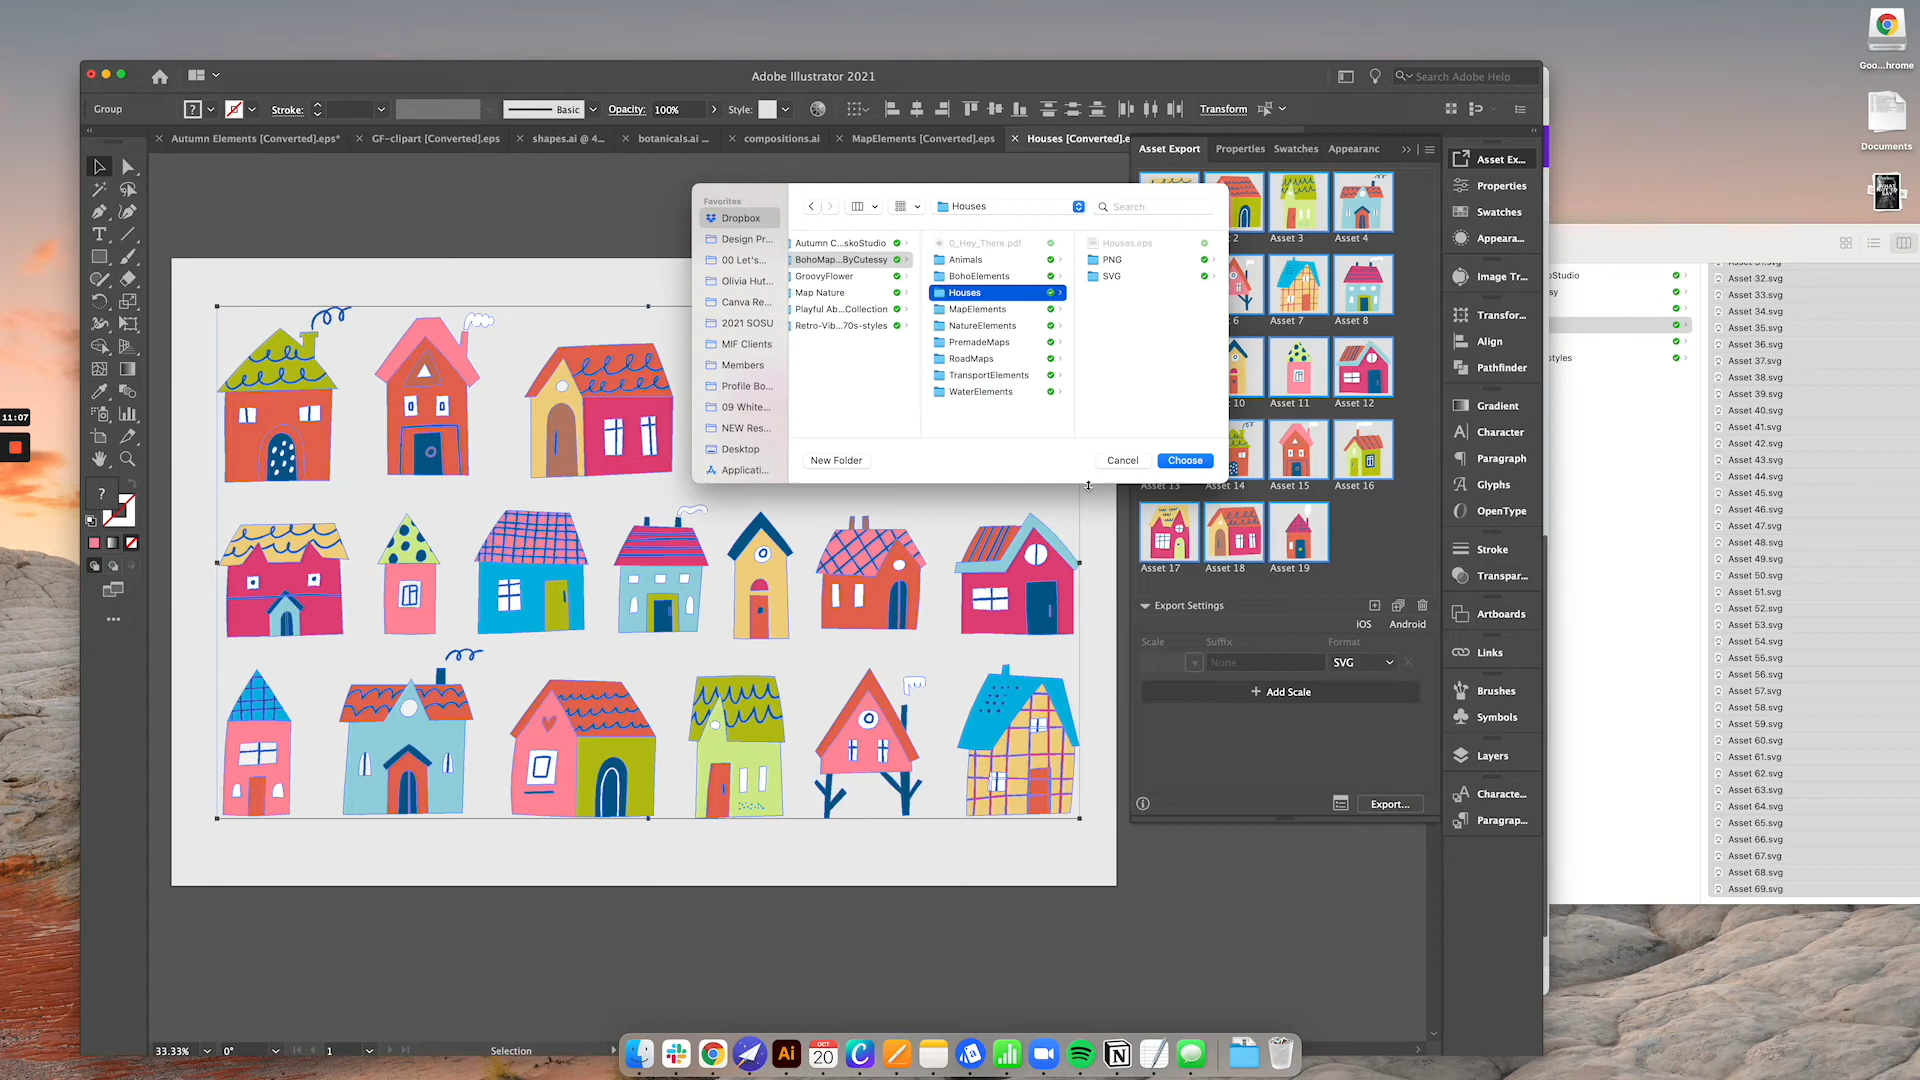 Goo...hrome
Documents
Adobe Illustrator 2021
Search Adobe Help
Group
Stroke:
Basic
Opacity:
100%
Style:
Transform
Autumn Elements [Converted].eps*
GF-clipart [Converted].eps
shapes.ai @ 4...
botanicals.ai ...
compositions.ai
MapElements [Converted].eps
Houses [Converted].e
Asset Export
Properties
Swatches
Appearanc
2
Asset 3
Asset 4
6
Asset 7
Asset 8
10
Asset 11
Asset 12
Asset 13
Asset 14
Asset 15
Asset 16
Asset 17
Asset 18
Asset 19
Export Settings
iOS
Android
Scale
Suffix
Format
None
SVG
+ Add Scale
Export...
Favorites
Dropbox
Design Pr...
00 Let's...
Olivia Hut...
Canva Re...
2021 SOSU
MIF Clients
Members
Profile Bo...
09 White...
NEW Res...
Desktop
Applicati...
Houses
Search
Autumn C...skoStudio
BohoMap...ByCutessy
GroovyFlower
Map Nature
Playful Ab...Collection
Retro-Vib...70s-styles
0_Hey_There.pdf
Animals
BohoElements
Houses
MapElements
NatureElements
PremadeMaps
RoadMaps
TransportElements
WaterElements
Houses.eps
PNG
SVG
New Folder
Cancel
Choose
Asset Ex...
Properties
Swatches
Appeara...
Image Tr...
Transfor...
Align
Pathfinder
Gradient
Character
Paragraph
Glyphs
OpenType
Stroke
Transpar...
Artboards
Links
Brushes
Symbols
Layers
Characte...
Paragrap...
oStudio
sy
styles
Asset 32.svg
Asset 33.svg
Asset 34.svg
Asset 35.svg
Asset 36.svg
Asset 37.svg
Asset 38.svg
Asset 39.svg
Asset 40.svg
Asset 41.svg
Asset 42.svg
Asset 43.svg
Asset 44.svg
Asset 45.svg
Asset 46.svg
Asset 47.svg
Asset 48.svg
Asset 49.svg
Asset 50.svg
Asset 51.svg
Asset 52.svg
Asset 53.svg
Asset 54.svg
Asset 55.svg
Asset 56.svg
Asset 57.svg
Asset 58.svg
Asset 59.svg
Asset 60.svg
Asset 61.svg
Asset 62.svg
Asset 63.svg
Asset 64.svg
Asset 65.svg
Asset 66.svg
Asset 67.svg
Asset 68.svg
Asset 69.svg
11:07
33.33%
0°
1
Selection
Ai
OCT
20